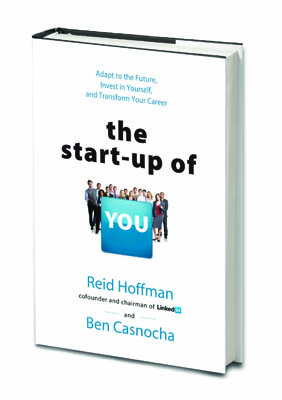 Adapt to the Future,
Invest in Yourself,
and Transform Your Career
the
start-up of
YOU
Reid Hoffman
cofounder and chairman of Linkedin
and
Ben Casnocha